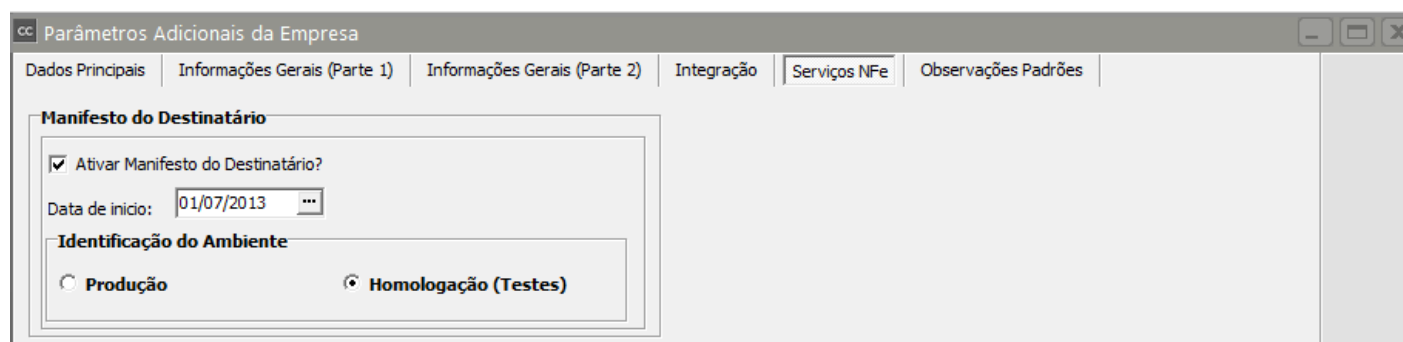 cc Parâmetros Adicionais da Empresa
Dados Principais Informações Gerais (Parte 1) Informações Gerais (Parte 2) Integração Serviços NFe Observações Padrões
Manifesto do Destinatário
Ativar Manifesto do Destinatário?
Data de inicio: 01/07/2013 ...
Identificação do Ambiente
Produção Homologação (Testes)